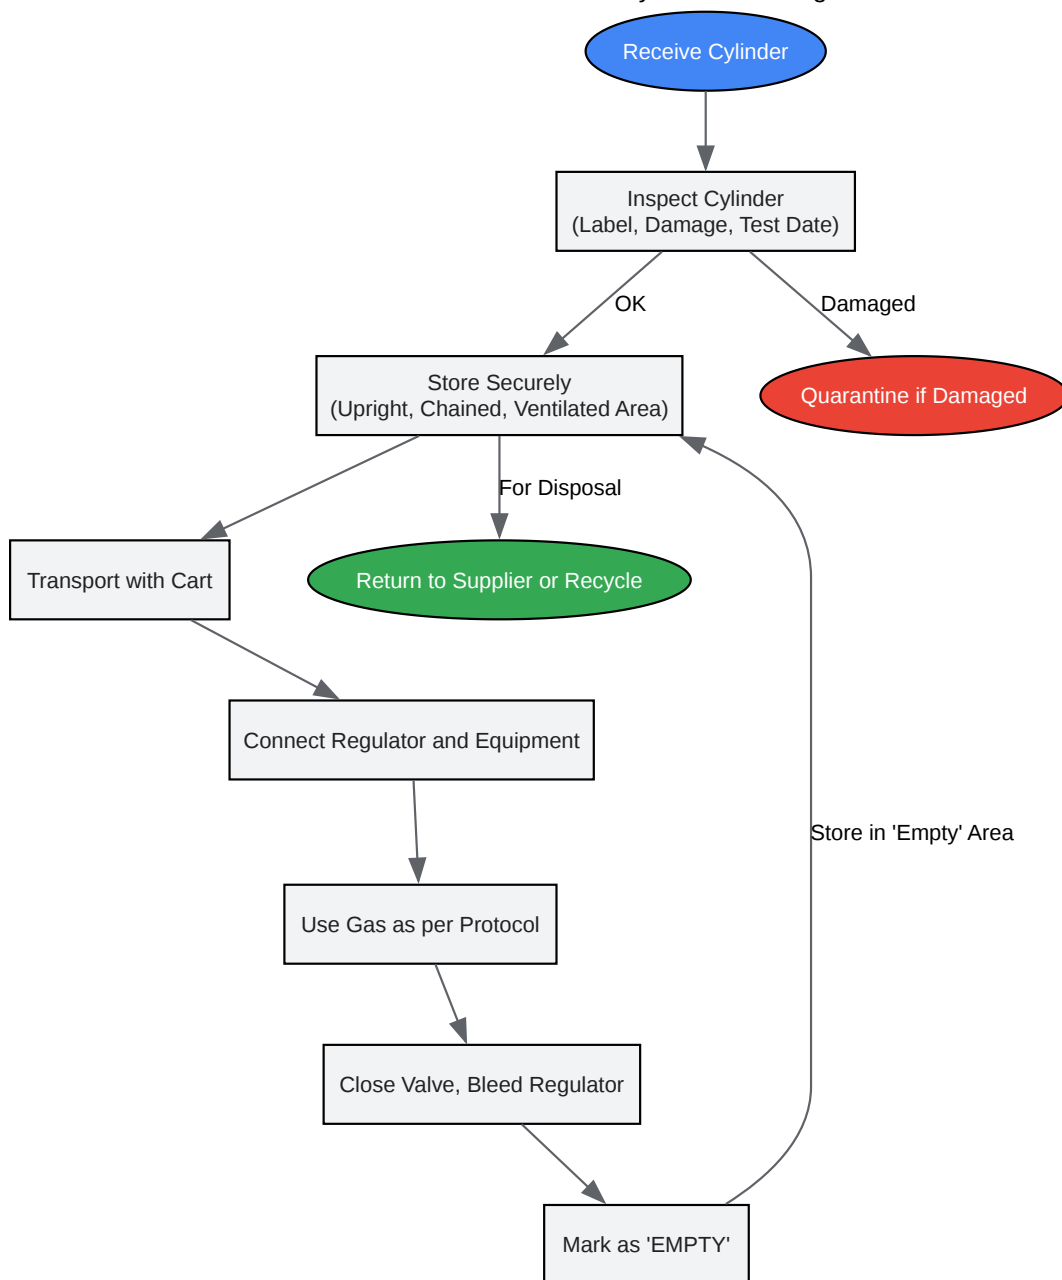 Receive Cylinder
Inspect Cylinder
(Label, Damage, Test Date)
OK
Damaged
Store Securely
(Upright, Chained, Ventilated Area)
Quarantine if Damaged
For Disposal
Transport with Cart
Return to Supplier or Recycle
Connect Regulator and Equipment
Store in 'Empty' Area
Use Gas as per Protocol
Close Valve, Bleed Regulator
Mark as 'EMPTY'